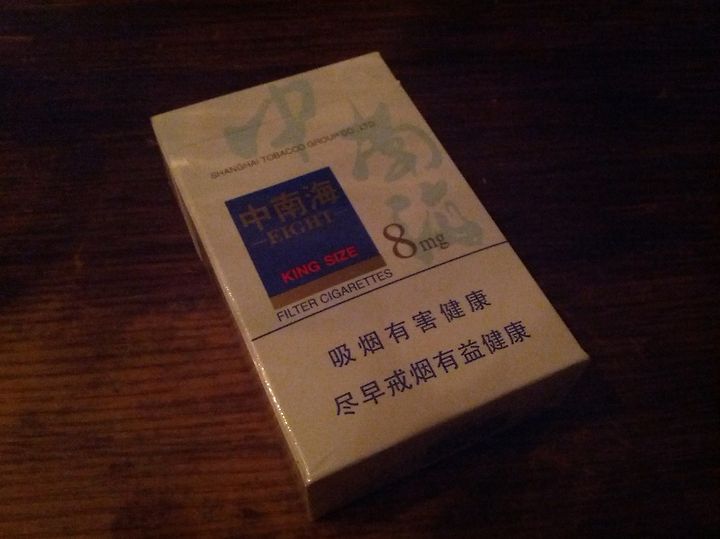 中南海
SHANGHAI TOBACCO GROUP CO., LTD.
中南海
EIGHT
KING SIZE
8mg
FILTER CIGARETTES
吸烟有害健康
尽早戒烟有益健康